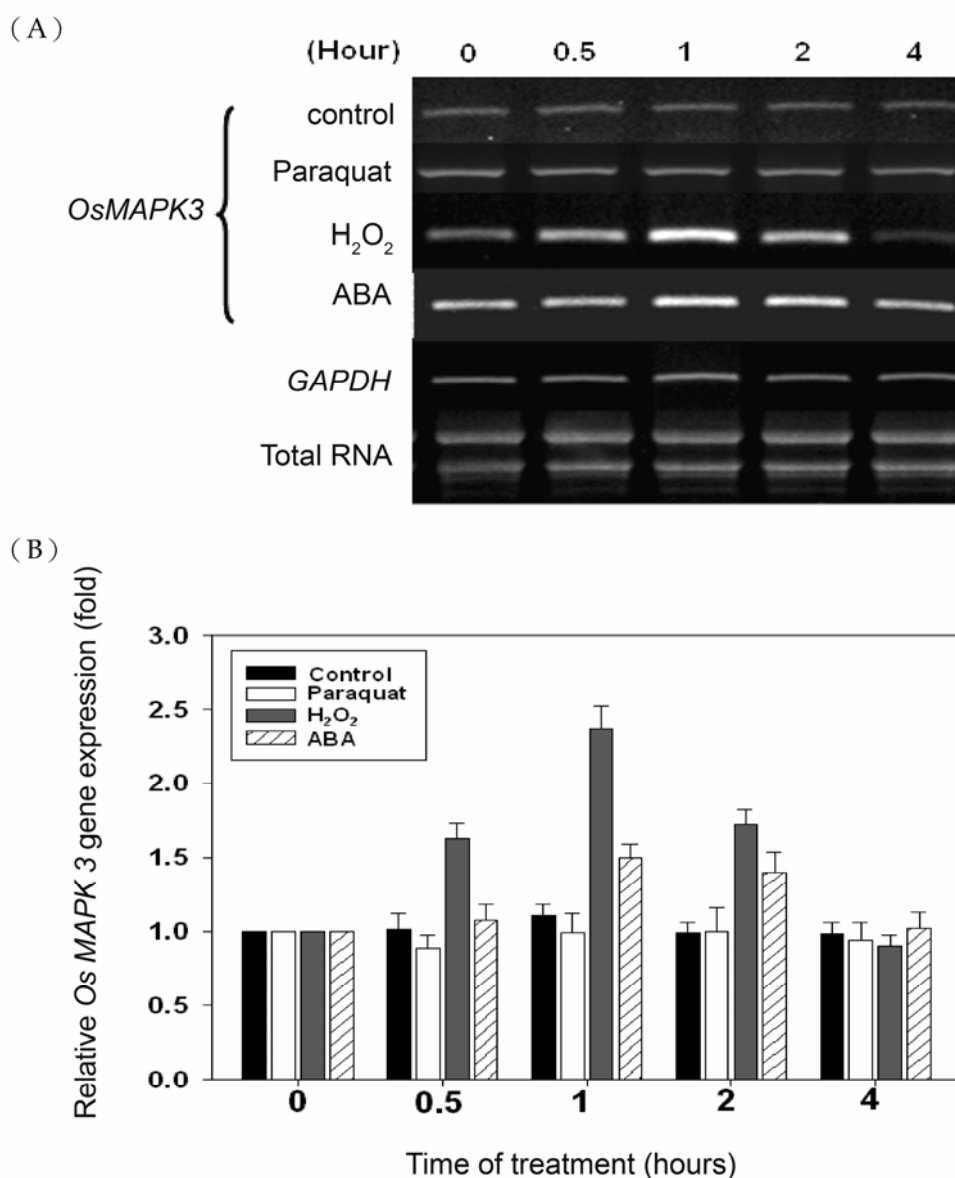 (A)
(Hour) 0 0.5 1 2 4
control
Paraquat
OsMAPK3
H₂O₂
ABA
GAPDH
Total RNA
(B)
Relative Os MAPK 3 gene expression (fold)
3.0
2.5
2.0
1.5
1.0
0.5
0.0
Control
Paraquat
H₂O₂
ABA
0 0.5 1 2 4
Time of treatment (hours)